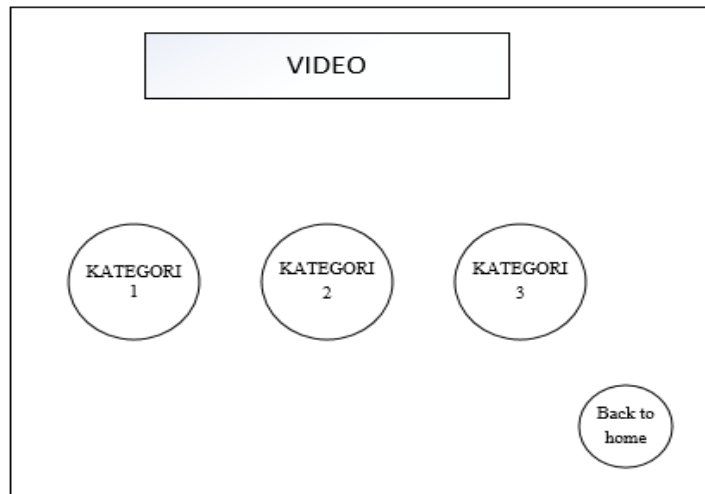 VIDEO
KATEGORI
1
KATEGORI
2
KATEGORI
3
Back to
home